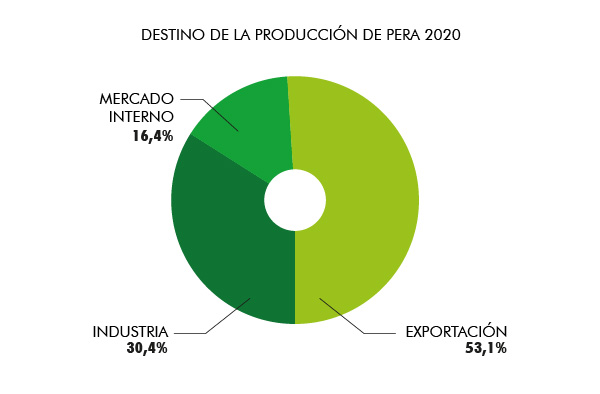 DESTINO DE LA PRODUCCIÓN DE PERA 2020
MERCADO
INTERNO
16,4%
INDUSTRIA
30,4%
EXPORTACIÓN
53,1%